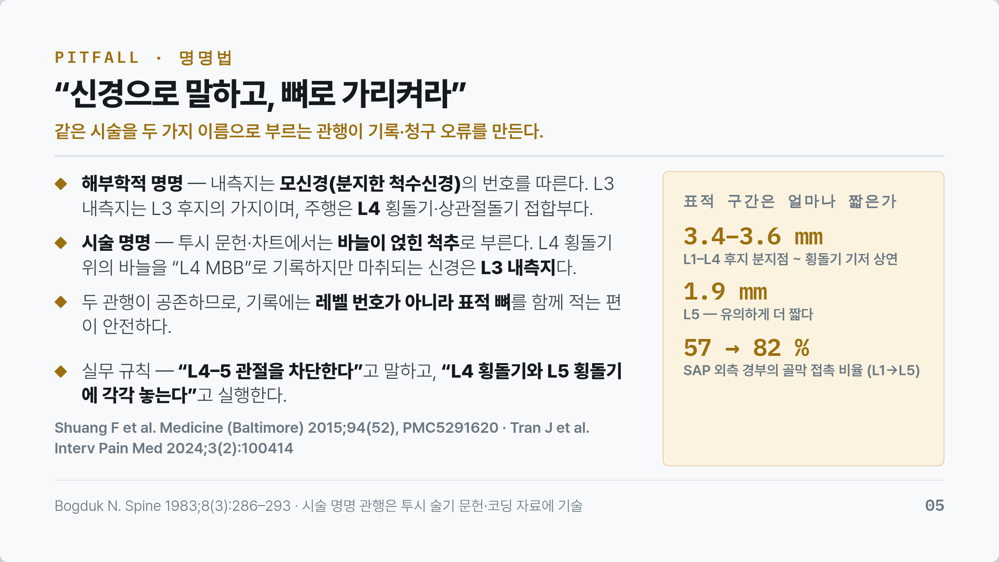 PITFALL · 명명법
“신경으로 말하고, 뼈로 가리켜라”
같은 시술을 두 가지 이름으로 부르는 관행이 기록·청구 오류를 만든다.
해부학적 명명 — 내측지는 모신경(분지한 척수신경)의 번호를 따른다. L3
내측지는 L3 후지의 가지이며, 주행은 L4 횡돌기·상관절돌기 접합부다.
시술 명명 — 투시 문헌·차트에서는 바늘이 얹힌 척추로 부른다. L4 횡돌기
위의 바늘을 “L4 MBB”로 기록하지만 마취되는 신경은 L3 내측지다.
두 관행이 공존하므로, 기록에는 레벨 번호가 아니라 표적 뼈를 함께 적는 편
이 안전하다.
실무 규칙 — “L4–5 관절을 차단한다”고 말하고, “L4 횡돌기와 L5 횡돌기
에 각각 놓는다”고 실행한다.
Shuang F et al. Medicine (Baltimore) 2015;94(52), PMC5291620 · Tran J et al.
Interv Pain Med 2024;3(2):100414
표적 구간은 얼마나 짧은가
3.4–3.6 mm
L1–L4 후지 분지점 ~ 횡돌기 기저 상연
1.9 mm
L5 — 유의하게 더 짧다
57 → 82 %
SAP 외측 경부의 골막 접촉 비율 (L1→L5)
Bogduk N. Spine 1983;8(3):286–293 · 시술 명명 관행은 투시 술기 문헌·코딩 자료에 기술
05